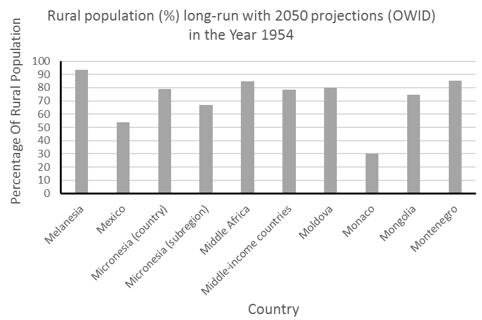 Rural population (%) long-run with 2050 projections (OWID)
in the Year 1954
Percentage Of Rural Population
100
90
80
70
60
50
40
30
20
10
0
Melanesia
Mexico
Micronesia (country)
Micronesia (subregion)
Middle Africa
Middle-income countries
Moldova
Monaco
Mongolia
Montenegro
Country